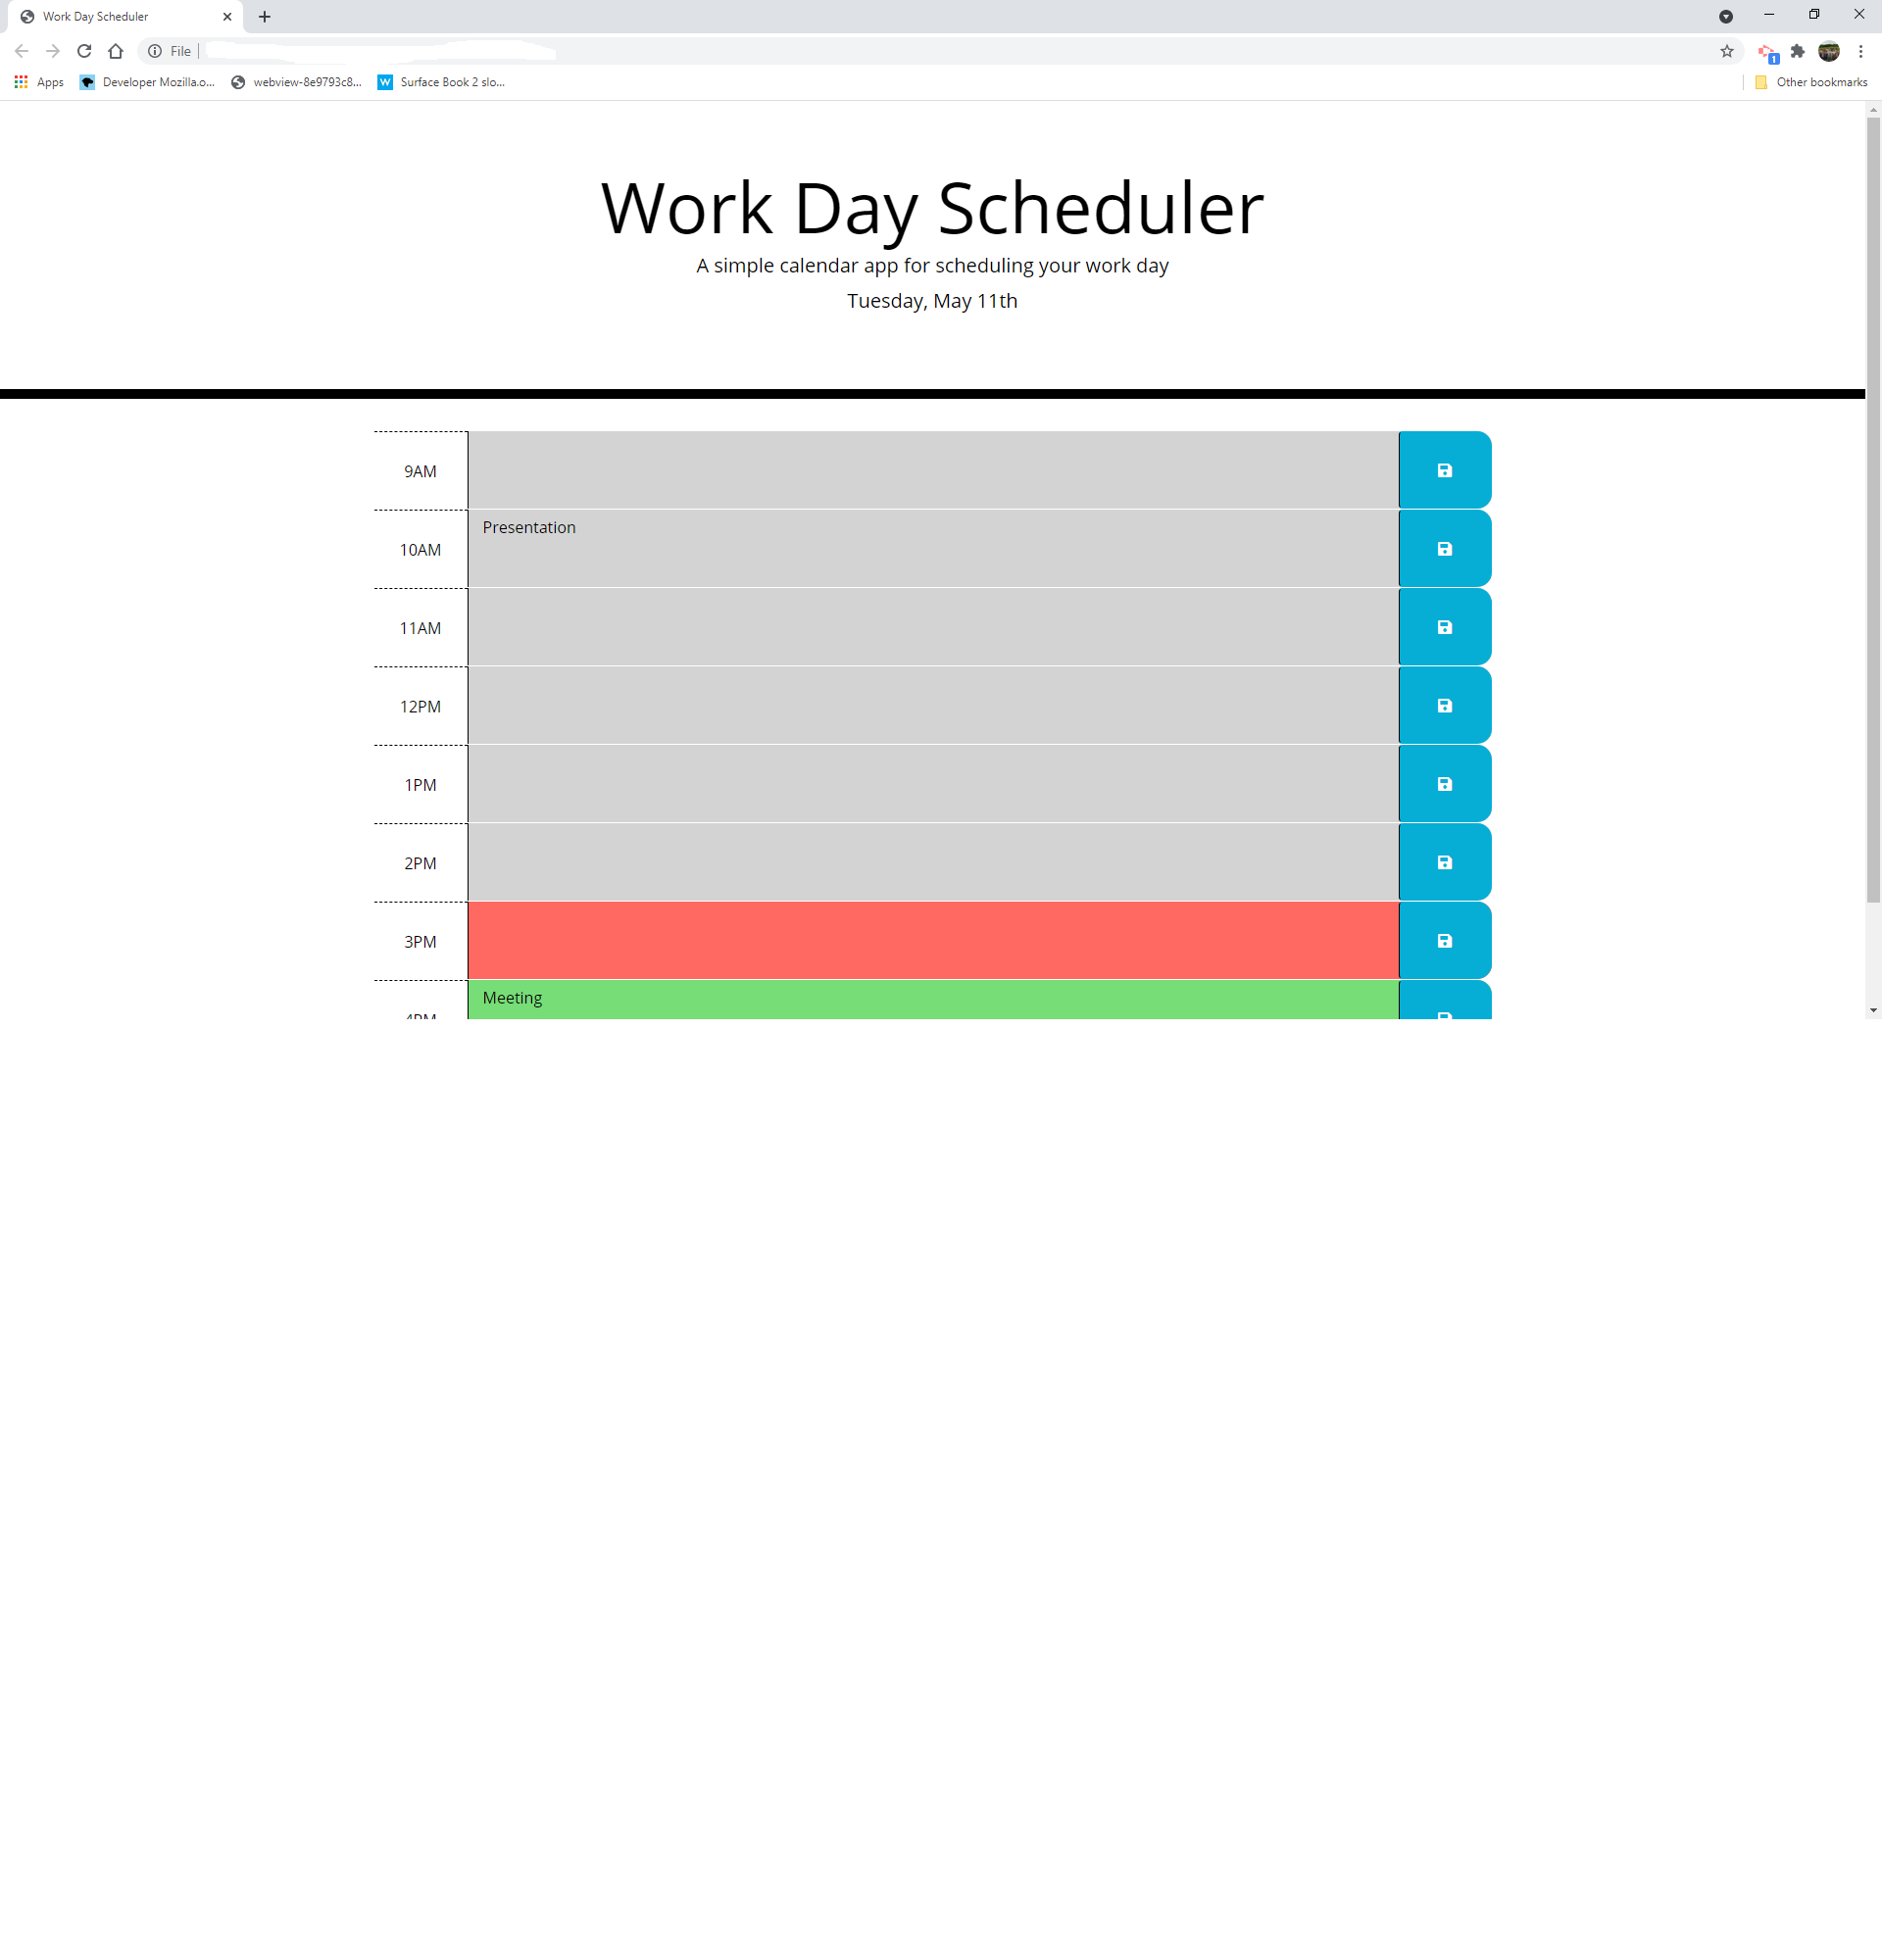 Work Day Scheduler
File
Apps
Developer Mozilla.o...
webview-8e9793c8...
W
Surface Book 2 slo...
1
Other bookmarks
Work Day Scheduler
A simple calendar app for scheduling your work day
Tuesday, May 11th
9AM
10AM
Presentation
11AM
12PM
1PM
2PM
3PM
4PM
Meeting